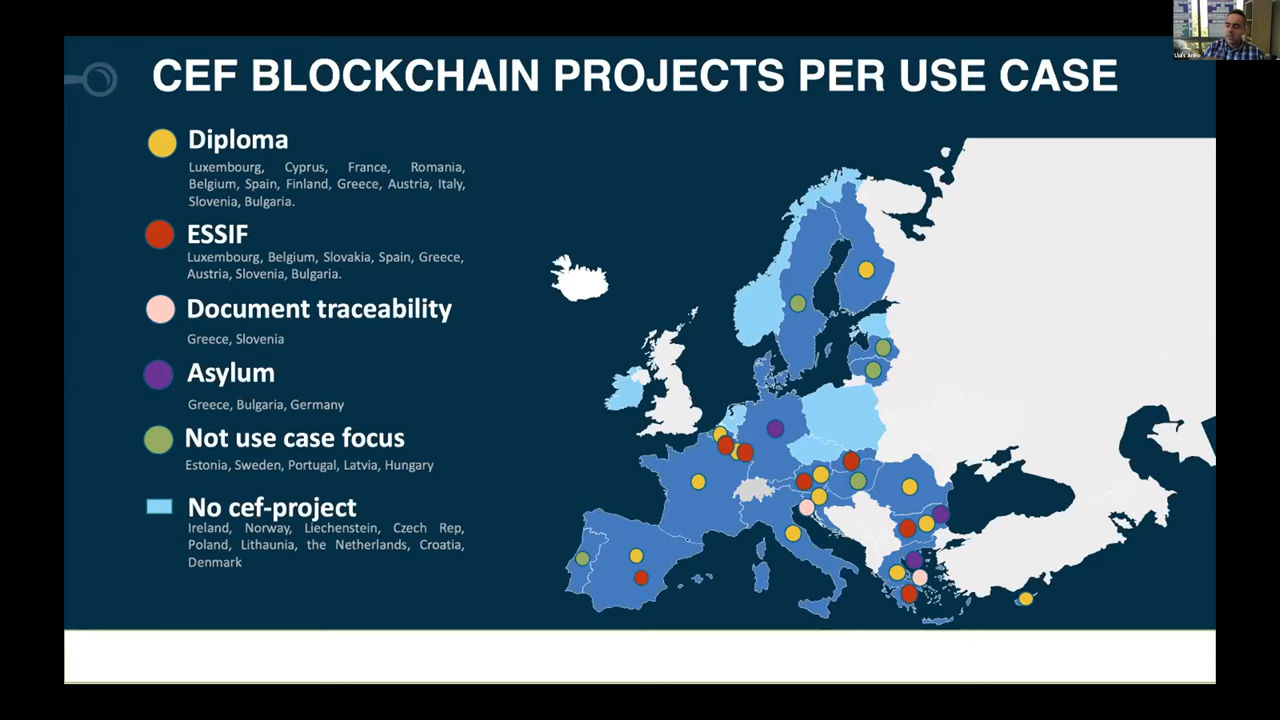 CEF BLOCKCHAIN PROJECTS PER USE CASE
Diploma
Luxembourg, Cyprus, France, Romania,
Belgium, Spain, Finland, Greece, Austria, Italy,
Slovenia, Bulgaria.
ESSIF
Luxembourg, Belgium, Slovakia, Spain, Greece,
Austria, Slovenia, Bulgaria.
Document traceability
Greece, Slovenia
Asylum
Greece, Bulgaria, Germany
Not use case focus
Estonia, Sweden, Portugal, Latvia, Hungary
No cef-project
Ireland, Norway, Liechenstein, Czech Rep,
Poland, Lithaunia, the Netherlands, Croatia,
Denmark